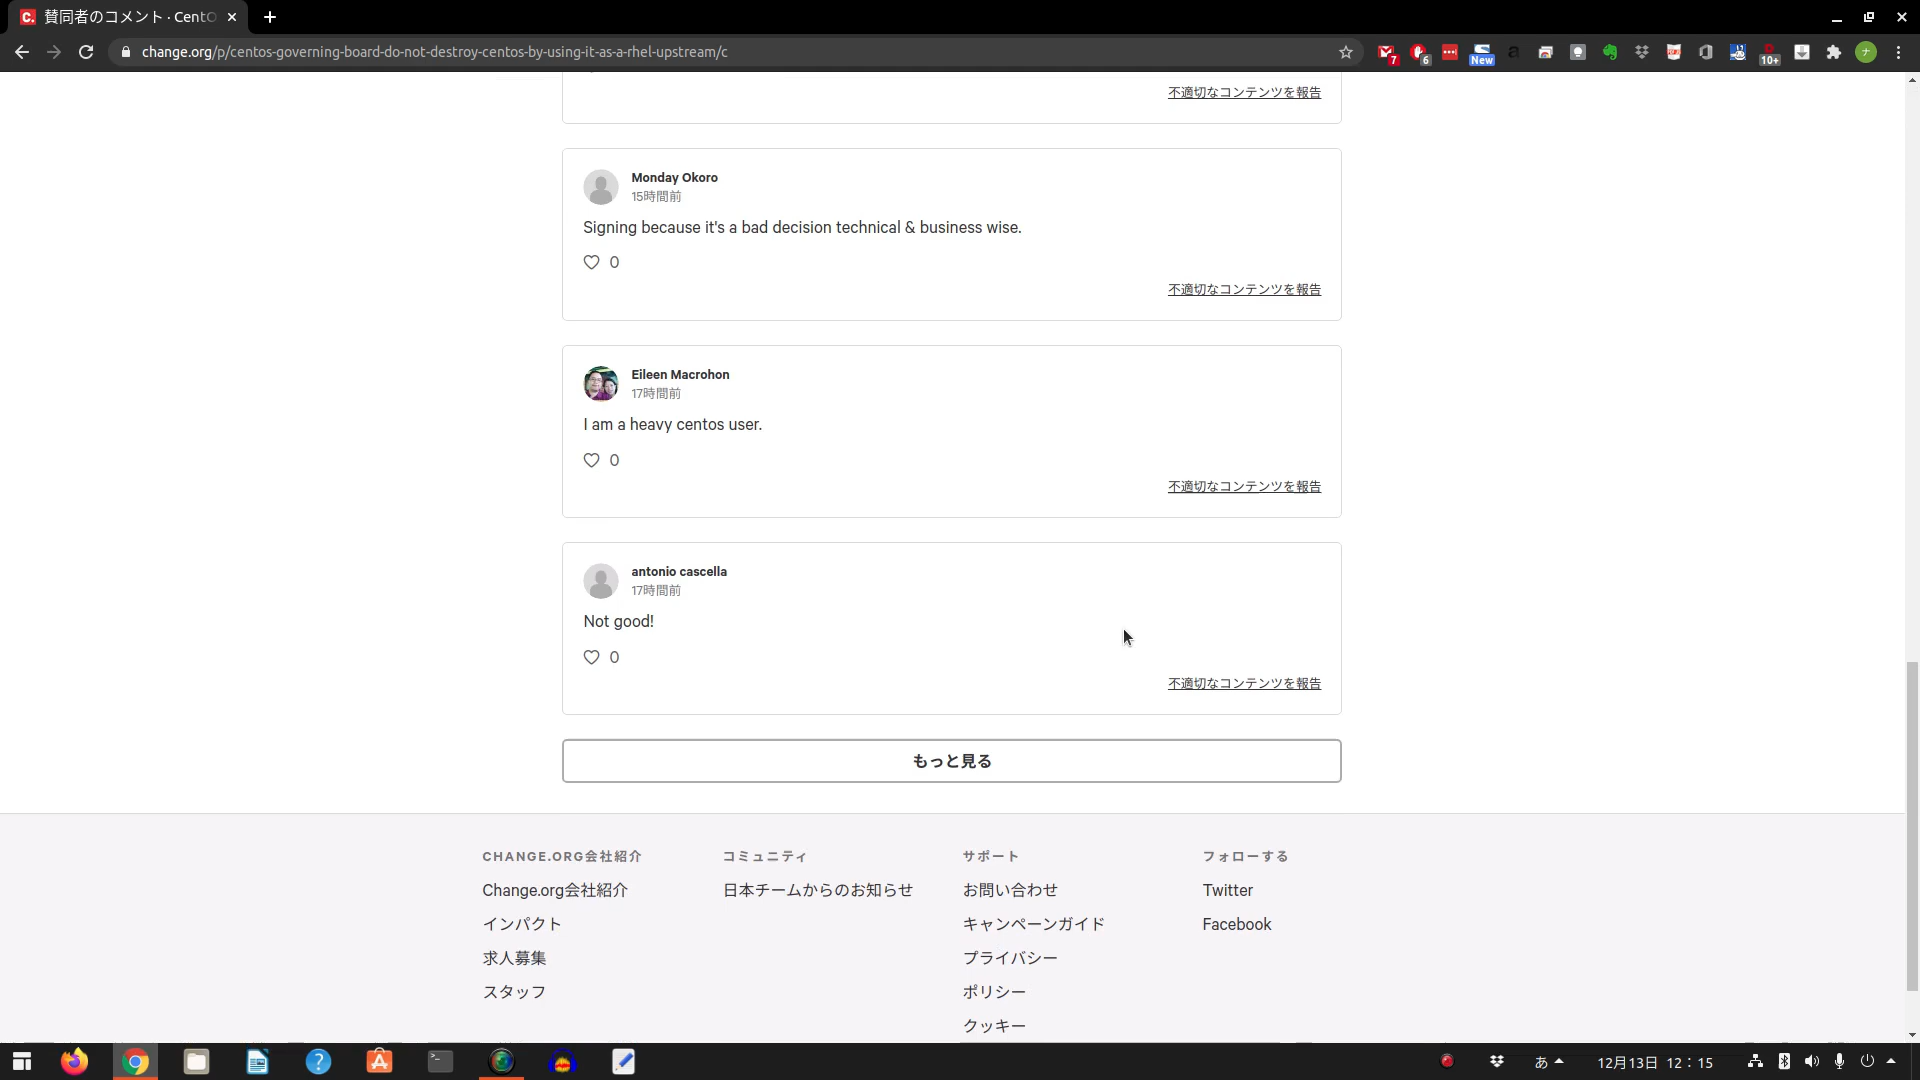 賛同者のコメント · CentO
change.org/p/centos-governing-board-do-not-destroy-centos-by-using-it-as-a-rhel-upstream/c
7
6
New
10+
ナ
不適切なコンテンツを報告
Monday Okoro
15時間前
Signing because it's a bad decision technical & business wise.
0
不適切なコンテンツを報告
Eileen Macrohon
17時間前
I am a heavy centos user.
0
不適切なコンテンツを報告
antonio cascella
17時間前
Not good!
0
不適切なコンテンツを報告
もっと見る
CHANGE.ORG会社紹介
Change.org会社紹介
インパクト
求人募集
スタッフ
コミュニティ
日本チームからのお知らせ
サポート
お問い合わせ
キャンペーンガイド
プライバシー
ポリシー
クッキー
フォローする
Twitter
Facebook
あ
12月13日 12：15